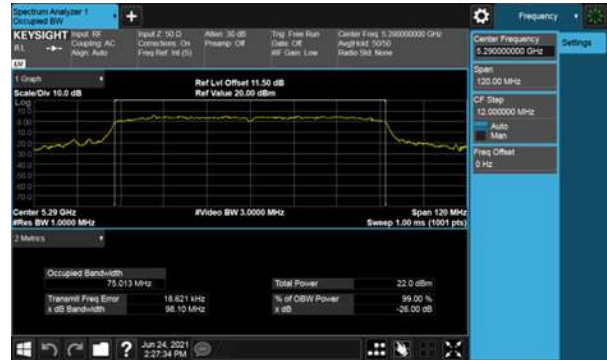 Spectrum Analyzer 1
Occupied BW
+
Frequency
KEYSIGHT
RL
Input: RF
Coupling: AC
Align: Auto
Input Z: 50 Ω
Corrections: On
Freq Ref: Int (S)
Atten: 30 dB
Preamp: Off
Trig: Free Run
Gate: Off
#IF Gain: Low
Center Freq: 5.290000000 GHz
Avg|Hold: 50/50
Radio Std: None
Center Frequency
5.290000000 GHz
Settings
Span
120.00 MHz
CF Step
12.000000 MHz
Auto
Man
Freq Offset
0 Hz
1 Graph
Scale/Div 10.0 dB
Ref Lvl Offset 11.50 dB
Ref Value 20.00 dBm
Log
10.0
0.00
-10.0
-20.0
-30.0
-40.0
-50.0
-60.0
-70.0
Center 5.29 GHz
#Res BW 1.0000 MHz
#Video BW 3.0000 MHz
Span 120 MHz
Sweep 1.00 ms (1001 pts)
2 Metrics
Occupied Bandwidth
75.013 MHz
Total Power
22.0 dBm
Transmit Freq Error
18.621 kHz
% of OBW Power
99.00 %
x dB Bandwidth
98.10 MHz
x dB
-26.00 dB
?
Jun 24, 2021
2:27:34 PM